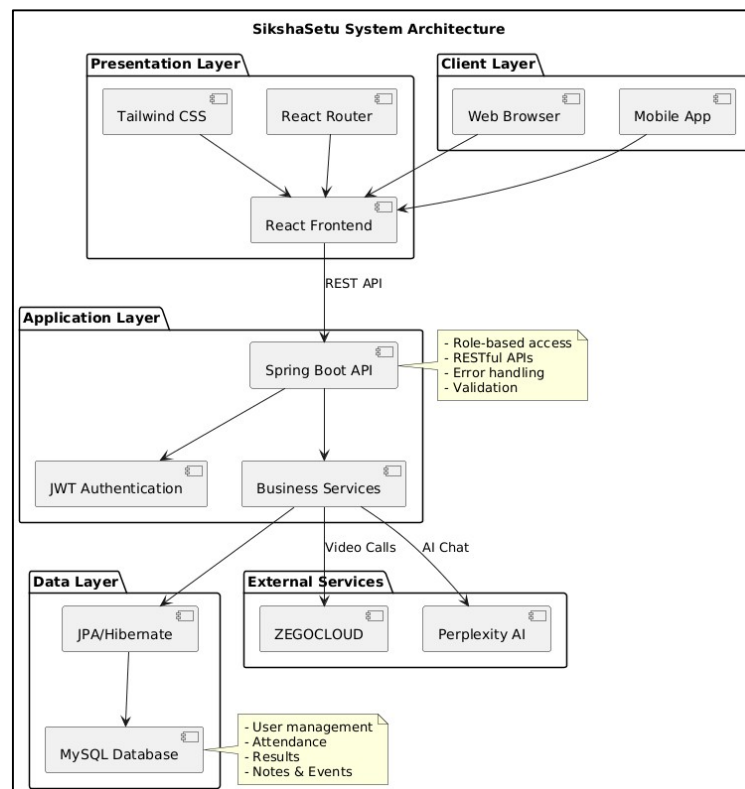 SikshaSetu System Architecture
Presentation Layer
Client Layer
Tailwind CSS
React Router
Web Browser
Mobile App
React Frontend
REST API
Application Layer
Spring Boot API
- Role-based access
- RESTful APIs
- Error handling
- Validation
JWT Authentication
Business Services
Video Calls
AI Chat
Data Layer
External Services
JPA/Hibernate
ZEGOCLOUD
Perplexity AI
MySQL Database
- User management
- Attendance
- Results
- Notes & Events